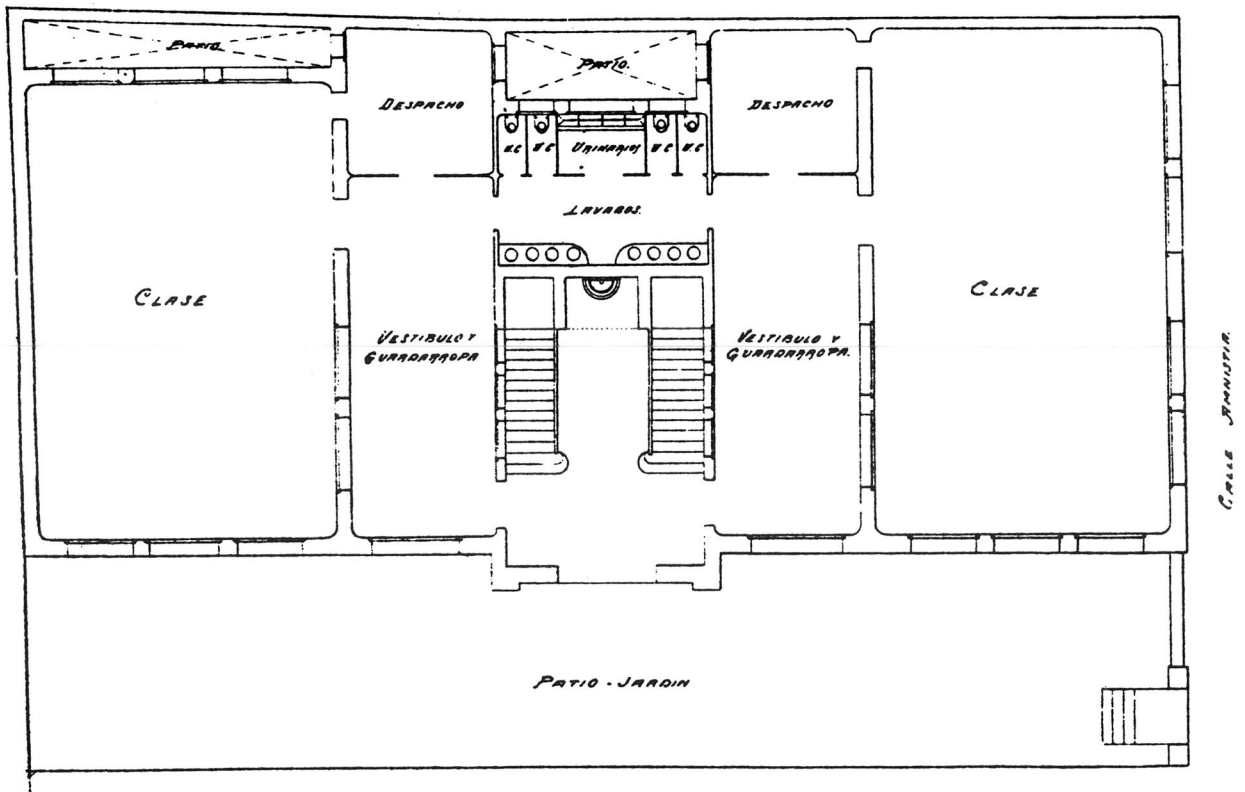 PATIO
PATIO.
DESPACHO
DESPACHO
W.C
W.C
URINARIOS
W.C
W.C
LAVABOS.
CLASE
CLASE
VESTIBULO Y
GUARDARROPA
VESTIBULO Y
GUARDARROPA.
CALLE AMNISTIA.
PATIO - JARDIN